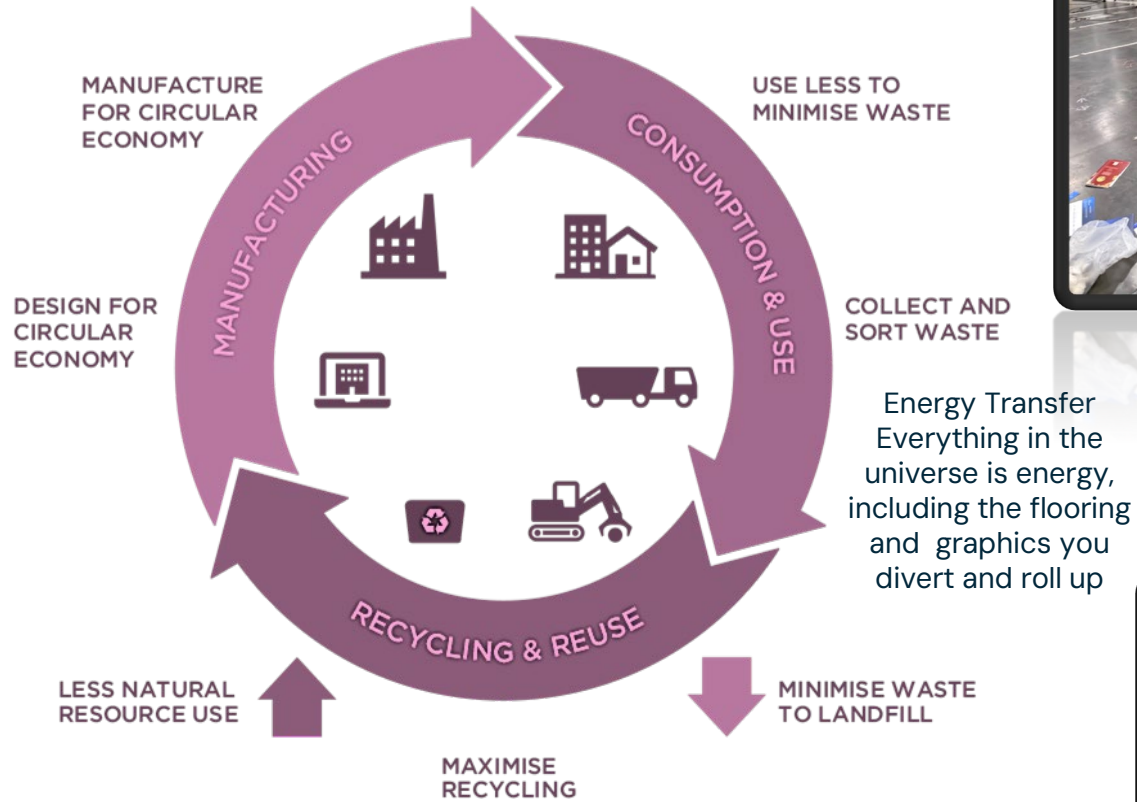 MANUFACTURE
FOR CIRCULAR
ECONOMY
USE LESS TO
MINIMISE WASTE
MANUFACTURING
CONSUMPTION & USE
DESIGN FOR
CIRCULAR
ECONOMY
COLLECT AND
SORT WASTE
Energy Transfer
Everything in the
universe is energy,
including the flooring
and graphics you
divert and roll up
RECYCLING & REUSE
LESS NATURAL
RESOURCE USE
MINIMISE WASTE
TO LANDFILL
MAXIMISE
RECYCLING